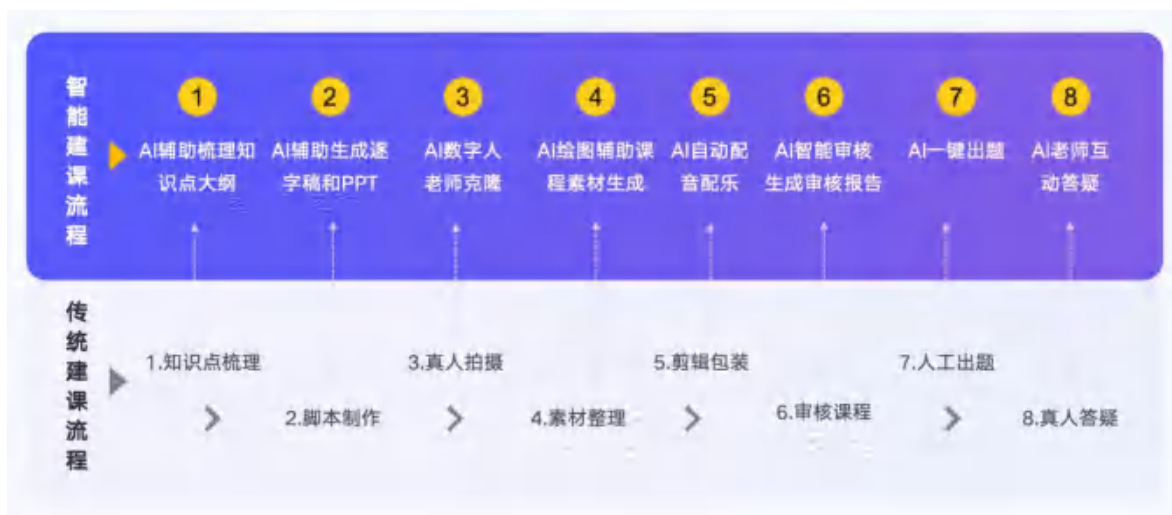 智能建课流程
1
2
3
4
5
6
7
8
AI辅助梳理知
识点大纲
AI辅助生成逐
字稿和PPT
AI数字人
老师克隆
AI绘图辅助课
程素材生成
AI自动配
音配乐
AI智能审核
生成审核报告
AI一键出题
AI老师互
动答疑
传统建课流程
1.知识点梳理
2.脚本制作
3.真人拍摄
4.素材整理
5.剪辑包装
6.审核课程
7.人工出题
8.真人答疑